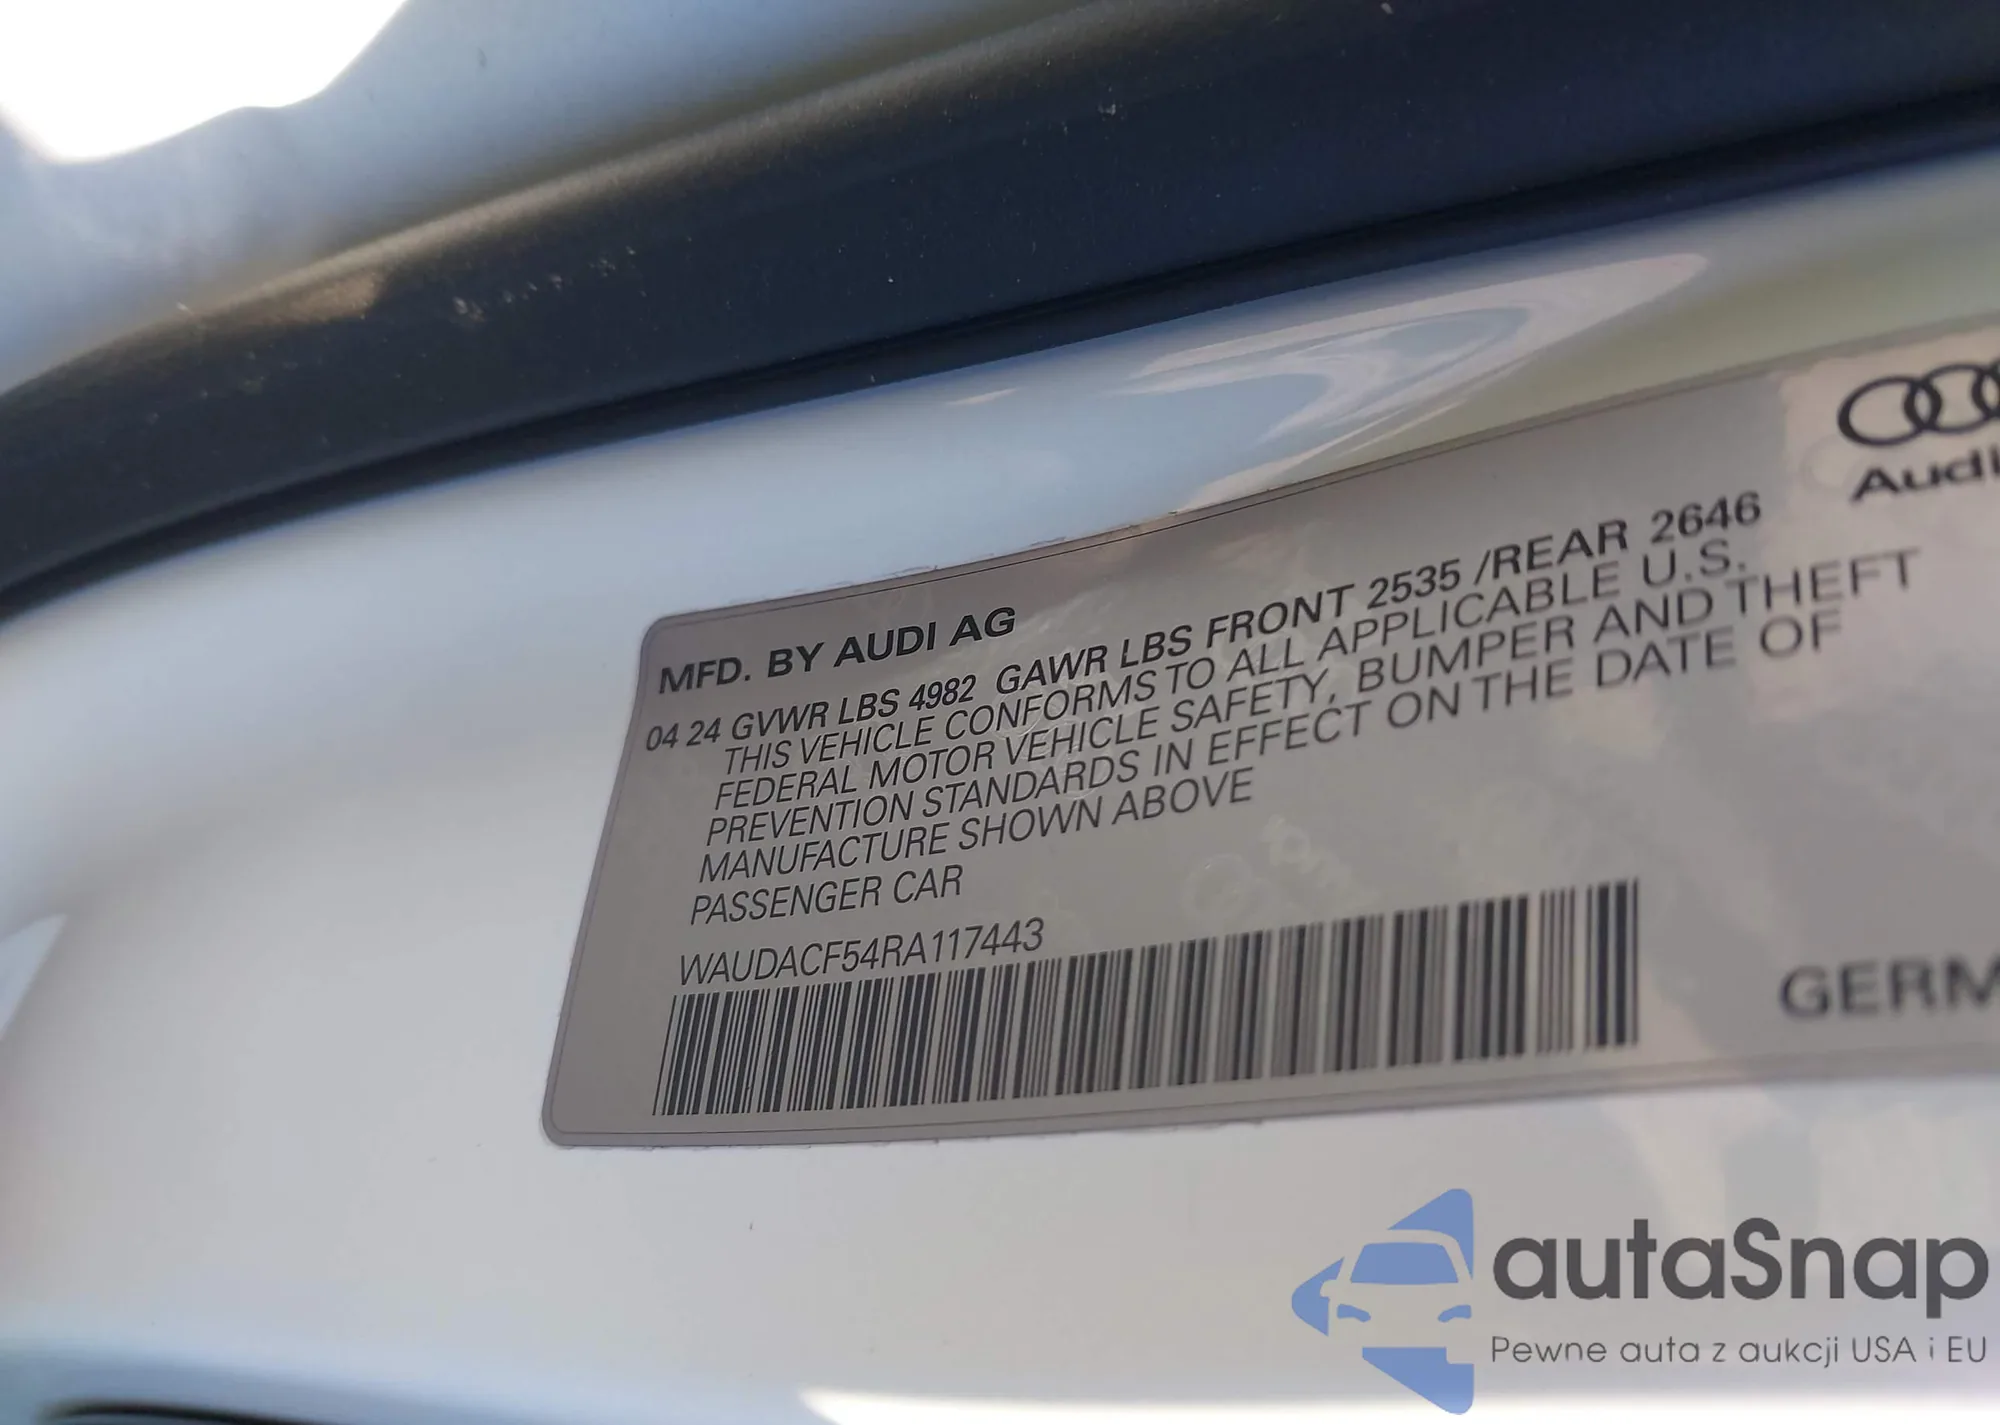 Audi
MFD. BY AUDI AG
04 24 GVWR LBS 4982 GAWR LBS FRONT 2535 /REAR 2646
THIS VEHICLE CONFORMS TO ALL APPLICABLE U.S.
FEDERAL MOTOR VEHICLE SAFETY, BUMPER AND THEFT
PREVENTION STANDARDS IN EFFECT ON THE DATE OF
MANUFACTURE SHOWN ABOVE
PASSENGER CAR
WAUDACF54RA117443
GERM
autaSnap
Pewne auta z aukcji USA i EU